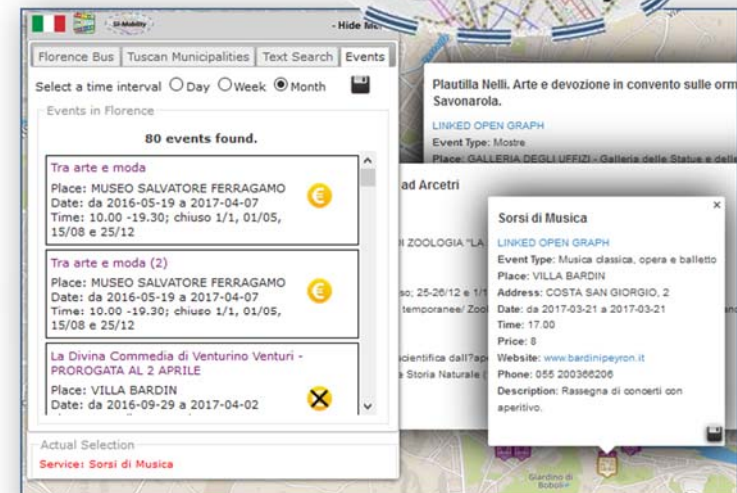 Si-Mobility
- Hide Me
Florence Bus Tuscan Municipalities Text Search Events
Select a time interval Day Week Month
Events in Florence
80 events found.
Tra arte e moda
Place: MUSEO SALVATORE FERRAGAMO
Date: da 2016-05-19 a 2017-04-07
Time: 10.00 -19.30; chiuso 1/1, 01/05,
15/08 e 25/12
Tra arte e moda (2)
Place: MUSEO SALVATORE FERRAGAMO
Date: da 2016-05-19 a 2017-04-07
Time: 10.00 -19.30; chiuso 1/1, 01/05,
15/08 e 25/12
La Divina Commedia di Venturino Venturi -
PROROGATA AL 2 APRILE
Place: VILLA BARDIN
Date: da 2016-09-29 a 2017-04-02
Actual Selection
Service: Sorsi di Musica
Plautilla Nelli. Arte e devozione in convento sulle orm
Savonarola.
LINKED OPEN GRAPH
Event Type: Mostre
Place: GALLERIA DEGLI UFFIZI - Galleria delle Statue e delle
ad Arcetri
DI ZOOLOGIA "LA
so; 25-26/12 e 1/1
temporanee/ Zool
scientifica dall?ape
e Storia Naturale (
Sorsi di Musica
LINKED OPEN GRAPH
Event Type: Musica classica, opera e balletto
Place: VILLA BARDIN
Address: COSTA SAN GIORGIO, 2
Date: da 2017-03-21 a 2017-03-21
Time: 17.00
Price: 8
Website: www.bardinipeyron.it
Phone: 055 200366206
Description: Rassegna di concerti con
aperitivo.
Giardino di
Boboli